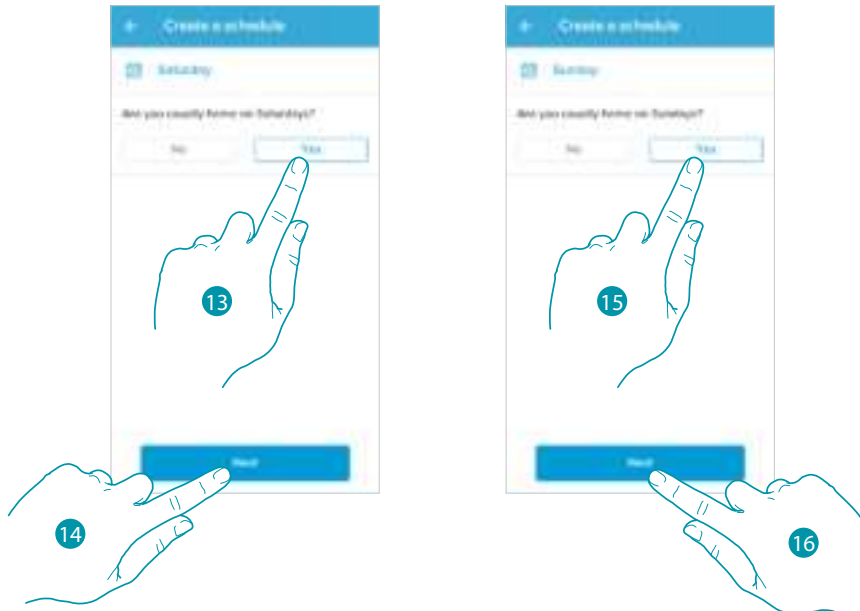 ← Create a schedule
Saturday
Are you usually home on Saturdays?
No Yes
13
Next
14
← Create a schedule
Sunday
Are you usually home on Sundays?
No Yes
15
Next
16